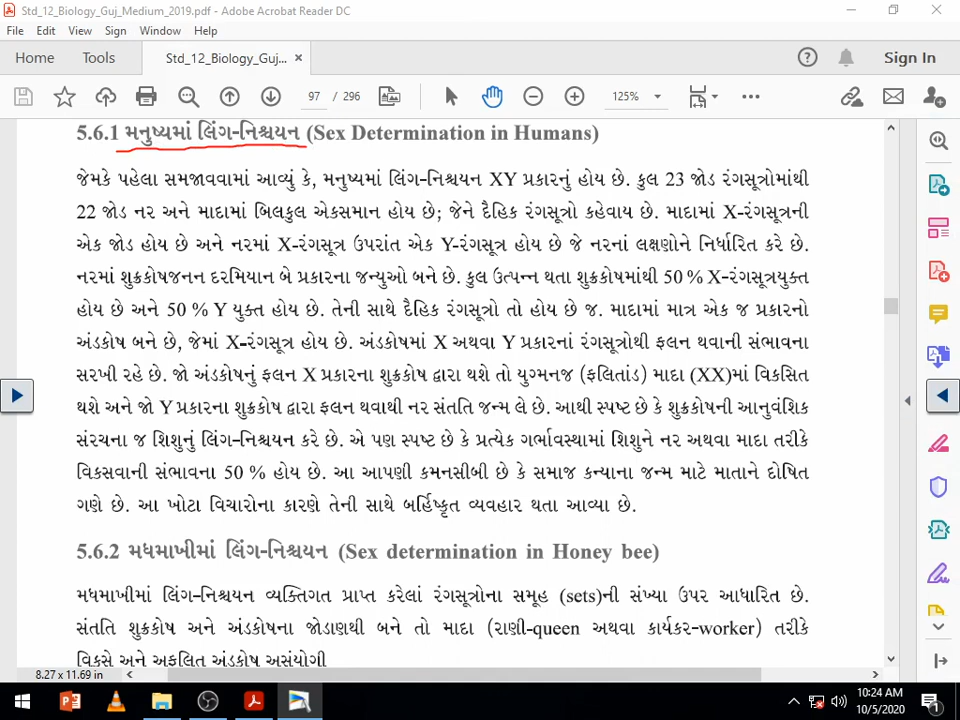 Std_12_Biology_Guj_Medium_2019.pdf - Adobe Acrobat Reader DC
File Edit View Window Help
Home Tools Std_12_Biology_Guj... × Sign In
97 / 296 125%
5.6.1 મનુષ્યમાં લિંગ-નિશ્ચયન (Sex Determination in Humans)
જેમકે પહેલા સમજાવવામાં આવ્યું કે, મનુષ્યમાં લિંગ-નિશ્ચયન XY પ્રકારનું હોય છે. કુલ 23 જોડ રંગસૂત્રોમાંથી
22 જોડ નર અને માદામાં બિલકુલ એકસમાન હોય છે; જેને દૈહિક રંગસૂત્રો કહેવાય છે. માદામાં X-રંગસૂત્રની
એક જોડ હોય છે અને નરમાં X-રંગસૂત્ર ઉપરાંત એક Y-રંગસૂત્ર હોય છે જે નરનાં લક્ષણોને નિર્ધારિત કરે છે.
નરમાં શુક્રકોષજનન દરમિયાન બે પ્રકારના જન્યુઓ બને છે. કુલ ઉત્પન્ન થતા શુક્રકોષમાંથી 50 % X-રંગસૂત્રયુક્ત
હોય છે અને 50 % Y યુક્ત હોય છે. તેની સાથે દૈહિક રંગસૂત્રો તો હોય છે જ. માદામાં માત્ર એક જ પ્રકારનો
અંડકોષ બને છે, જેમાં X-રંગસૂત્ર હોય છે. અંડકોષમાં X અથવા Y પ્રકારનાં રંગસૂત્રોથી ફલન થવાની સંભાવના
સરખી રહે છે. જો અંડકોષનું ફલન X પ્રકારના શુક્રકોષ દ્વારા થશે તો યુગ્મનજ (ફલિતાંડ) માદા (XX)માં વિકસિત
થશે અને જો Y પ્રકારના શુક્રકોષ દ્વારા ફલન થવાથી નર સંતતિ જન્મ લે છે. આથી સ્પષ્ટ છે કે શુક્રકોષની આનુવંશિક
સંરચના જ શિશુનું લિંગ-નિશ્ચયન કરે છે. એ પણ સ્પષ્ટ છે કે પ્રત્યેક ગર્ભાવસ્થામાં શિશુને નર અથવા માદા તરીકે
વિકસવાની સંભાવના 50 % હોય છે. આ આપણી કમનસીબી છે કે સમાજ કન્યાના જન્મ માટે માતાને દોષિત
ગણે છે. આ ખોટા વિચારોના કારણે તેની સાથે બર્હિષ્કૃત વ્યવહાર થતા આવ્યા છે.
5.6.2 મધમાખીમાં લિંગ-નિશ્ચયન (Sex determination in Honey bee)
મધમાખીમાં લિંગ-નિશ્ચયન વ્યક્તિગત પ્રાપ્ત કરેલાં રંગસૂત્રોના સમૂહ (sets)ની સંખ્યા ઉપર આધારિત છે.
સંતતિ શુક્રકોષ અને અંડકોષના જોડાણથી બને તો માદા (રાણી-queen અથવા કાર્યકર-worker) તરીકે
વિકસે અને અફલિત અંડકોષ અસંયોગી
8.27 x 11.69 in
10:24 AM
10/5/2020
1